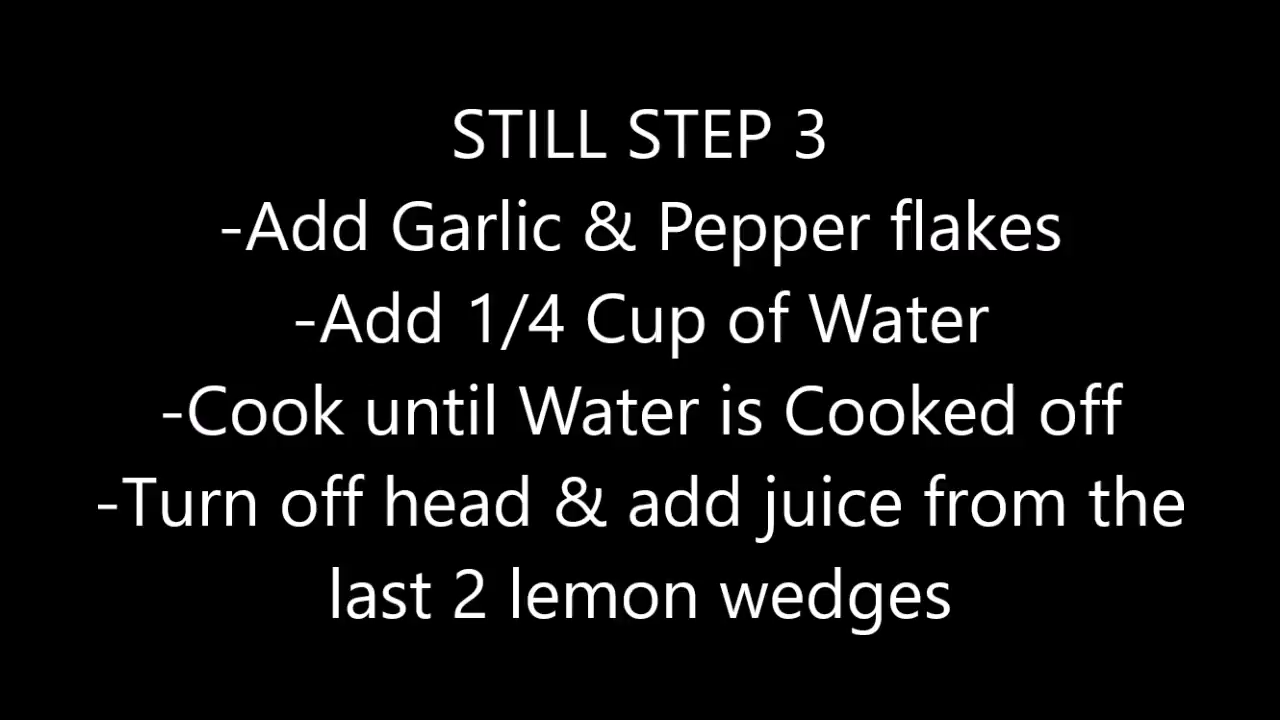 STILL STEP 3
-Add Garlic & Pepper flakes
-Add 1/4 Cup of Water
-Cook until Water is Cooked off
-Turn off head & add juice from the
last 2 lemon wedges